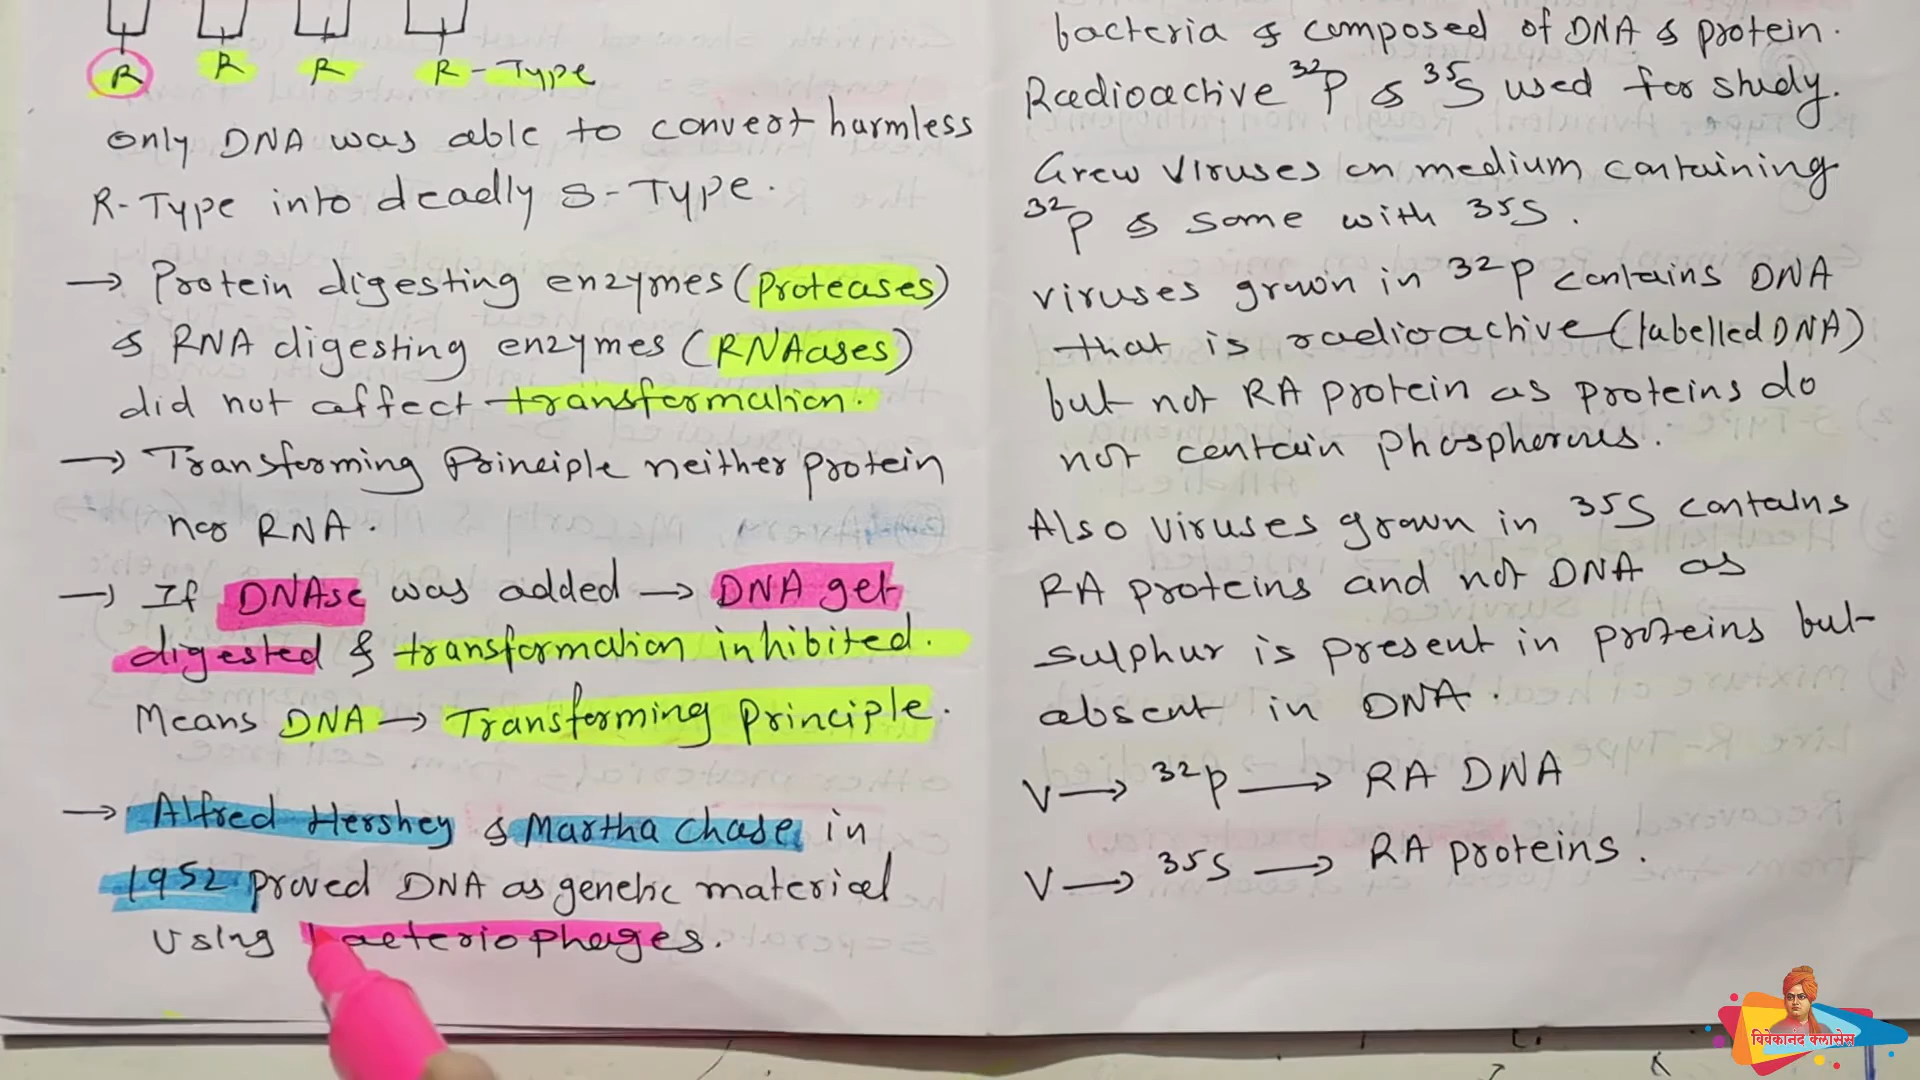 R R R R-Type
only DNA was able to convert harmless
R-Type into deadly S-Type.
→ Protein digesting enzymes (Proteases)
& RNA digesting enzymes (RNAases)
did not affect transformation.
→ Transforming Principle neither protein
nor RNA.
→ If DNAse was added → DNA get
digested & transformation inhibited.
Means DNA → Transforming Principle.
→ Alfred Hershey & Martha Chase in
1952 proved DNA as genetic material
using bacteriophages.
bacteria & composed of DNA & protein.
Radioactive ³²P & ³⁵S used for study.
Grew viruses on medium containing
³²P & some with ³⁵S.
viruses grown in ³²P contains DNA
that is radioactive (labelled DNA)
but not RA protein as proteins do
not contain phosphorous.
Also viruses grown in ³⁵S contains
RA proteins and not DNA as
sulphur is present in proteins but
absent in DNA.
V → ³²P → RA DNA
V → ³⁵S → RA proteins.
विवेकानंद क्लासेस